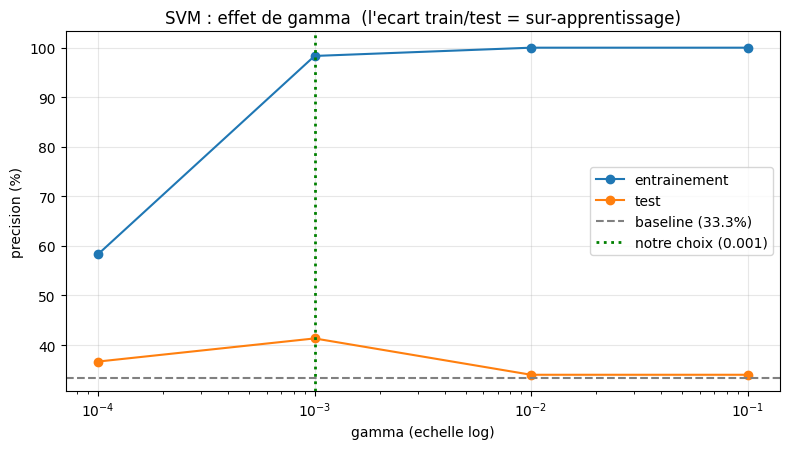 SVM : effet de gamma  (l'ecart train/test = sur-apprentissage)
100
90
80
70
60
50
40
precision (%)
entrainement
test
baseline (33.3%)
notre choix (0.001)
10⁻⁴
10⁻³
10⁻²
10⁻¹
gamma (echelle log)